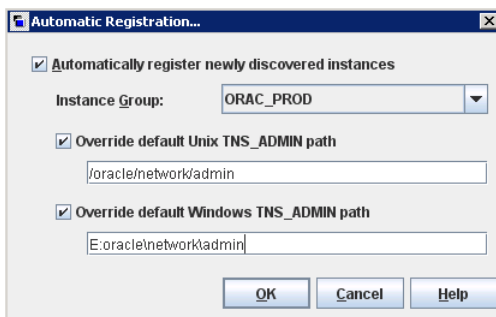 Automatic Registration...
Automatically register newly discovered instances
Instance Group: ORAC_PROD
Override default Unix TNS_ADMIN path
/oracle/network/admin
Override default Windows TNS_ADMIN path
E:oracle\network\admin
OK Cancel Help